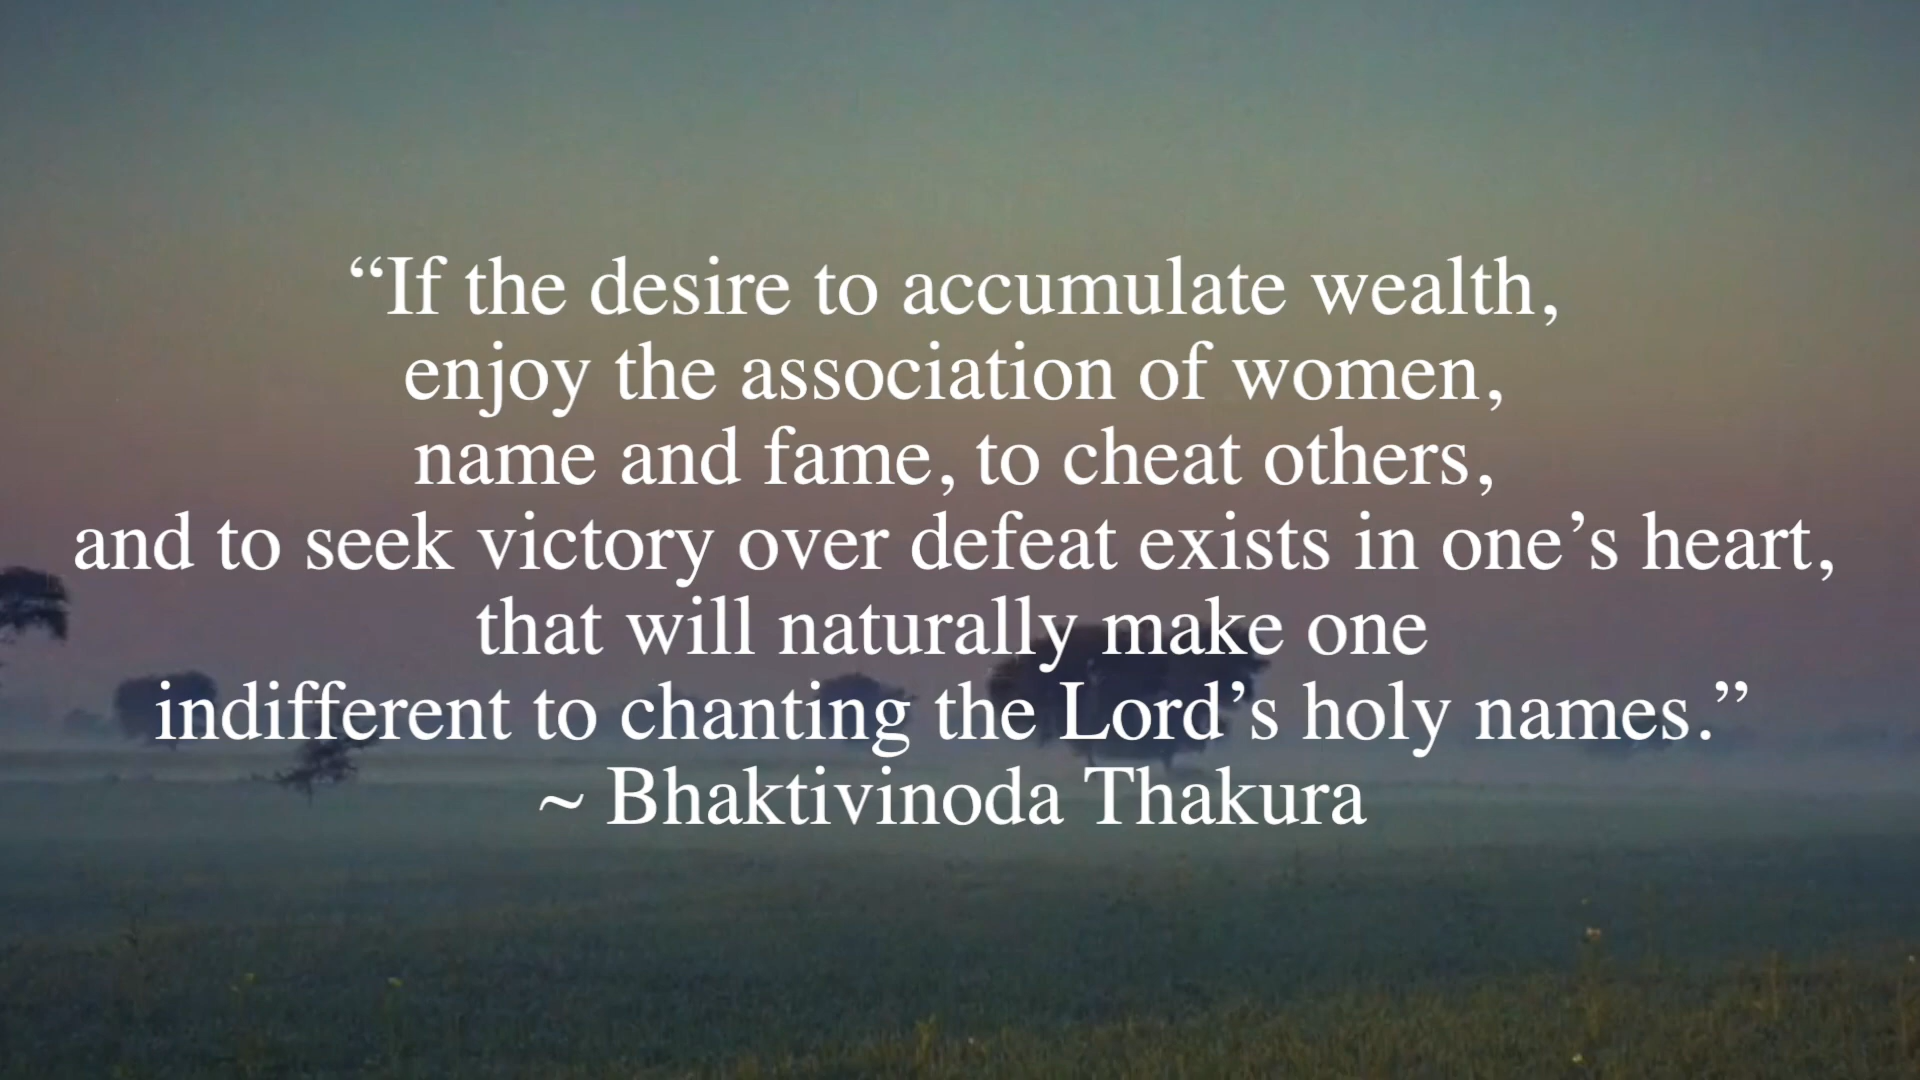 “If the desire to accumulate wealth,
enjoy the association of women,
name and fame, to cheat others,
and to seek victory over defeat exists in one’s heart,
that will naturally make one
indifferent to chanting the Lord’s holy names.”
~ Bhaktivinoda Thakura